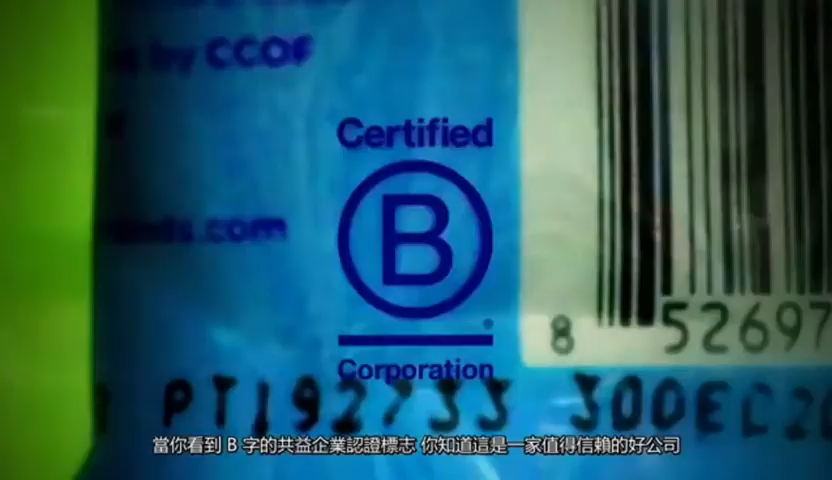 by CCOF
Certified
B
®
Corporation
.com
8 52697
PT192733 300EC2
當你看到 B 字的共益企業認證標志 你知道這是一家值得信賴的好公司